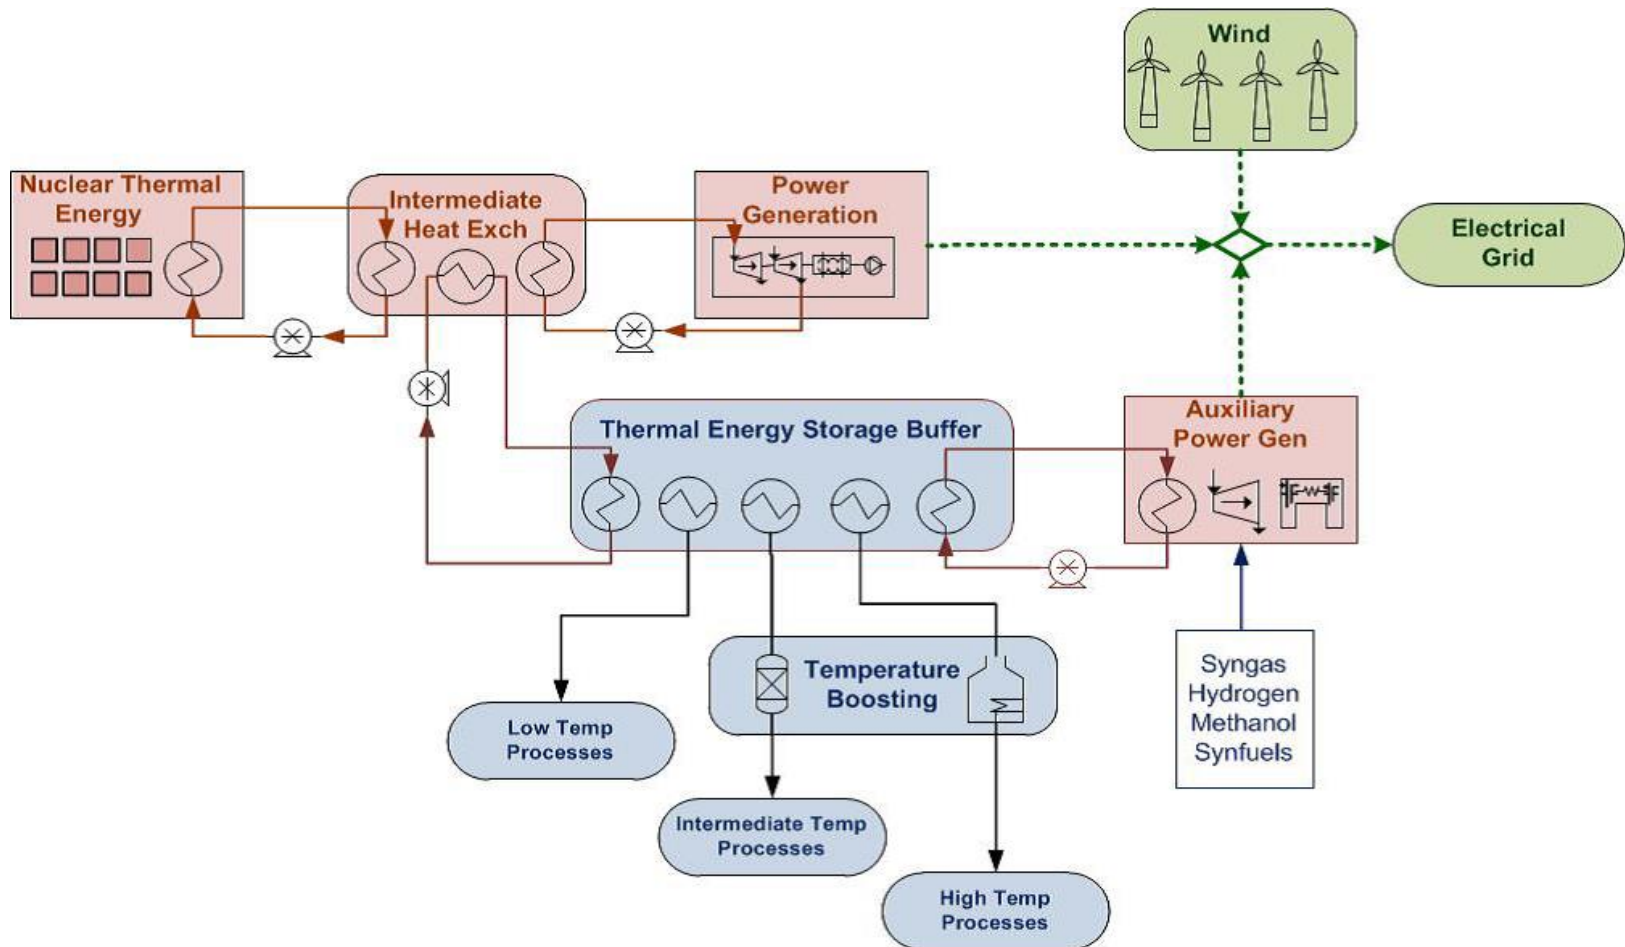 Wind
Nuclear Thermal
Energy
Intermediate
Heat Exch
Power
Generation
Electrical
Grid
Thermal Energy Storage Buffer
Auxiliary
Power Gen
Temperature
Boosting
Syngas
Hydrogen
Methanol
Synfuels
Low Temp
Processes
Intermediate Temp
Processes
High Temp
Processes